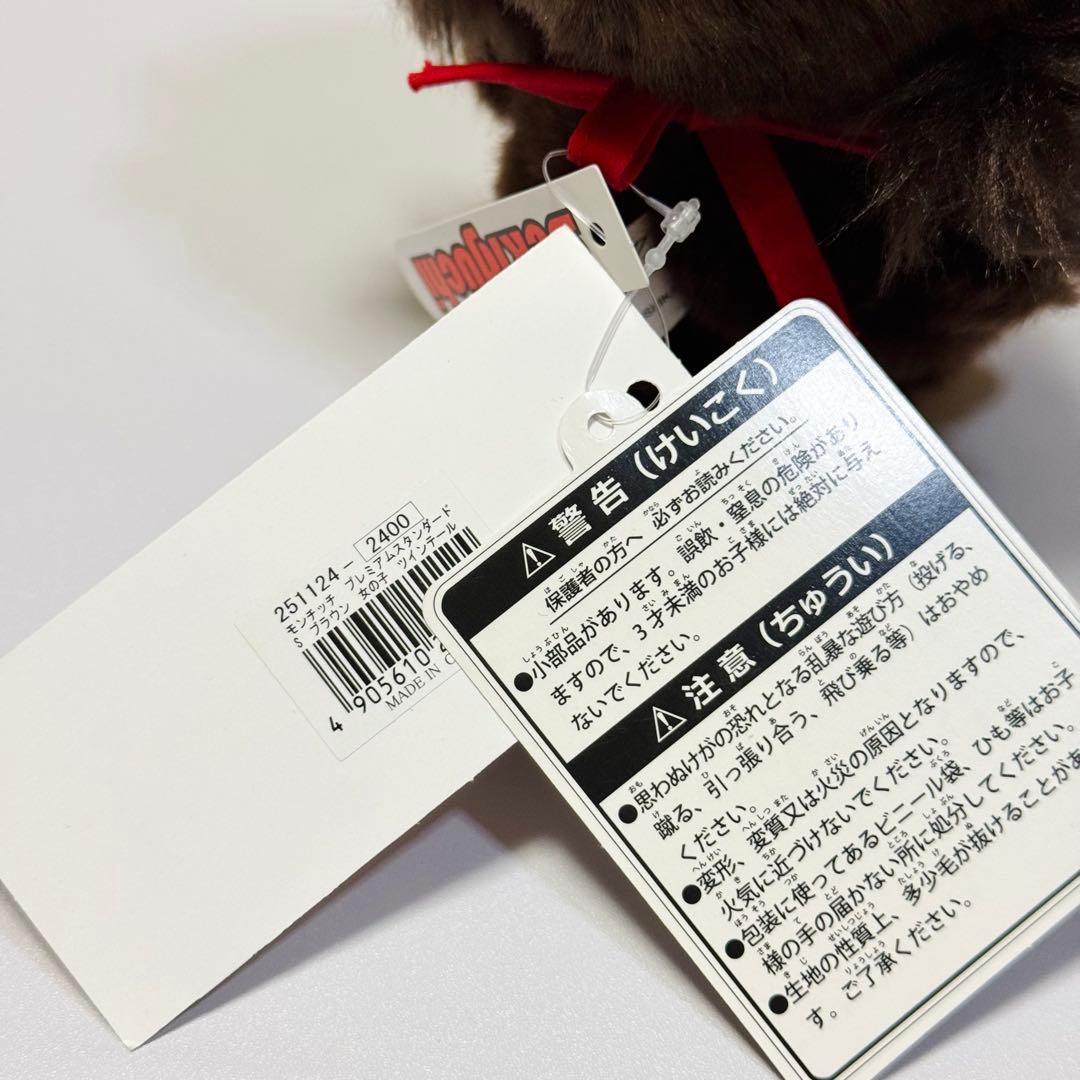 Sekiguchi
2400
251124-
モンチッチ プレミアムスタンダード
S ブラウン 女の子 ツインテール
4 905610
MADE IN C
警告(けいこく)
保護者の方へ 必ずお読みください。
●小部品があります。誤飲・窒息の危険があり
ますので、3才未満のお子様には絶対に与え
ないでください。
注意(ちゅうい)
●思わぬけがの恐れとなる乱暴な遊び方(投げる、
蹴る、引っ張り合う、飛び乗る等)はおやめ
ください。
●変形、変質又は火災の原因となりますので、
火気に近づけないでください。
●包装に使ってあるビニール袋、ひも等はお子
様の手の届かない所に処分してください。
●生地の性質上、多少毛が抜けることがあ
す。ご了承ください。